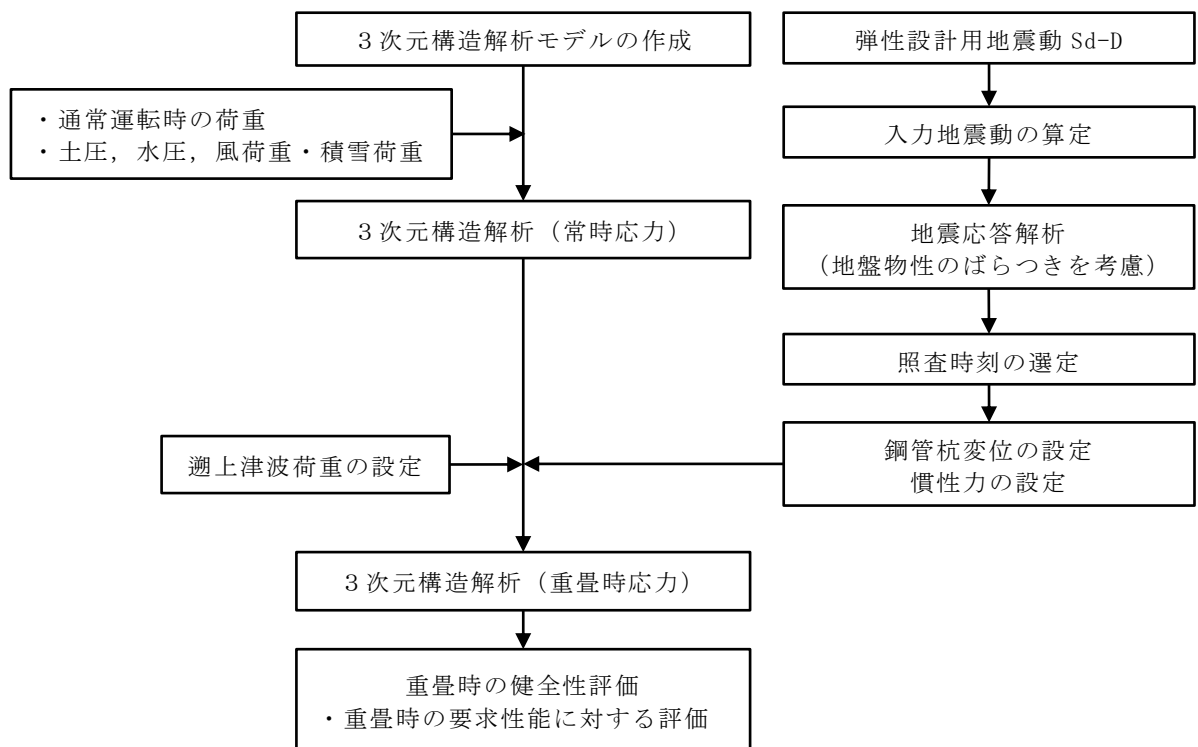 ３次元構造解析モデルの作成
・通常運転時の荷重
・土圧，水圧，風荷重・積雪荷重
３次元構造解析（常時応力）
弾性設計用地震動 Sd-D
入力地震動の算定
地震応答解析
（地盤物性のばらつきを考慮）
照査時刻の選定
鋼管杭変位の設定
慣性力の設定
遡上津波荷重の設定
３次元構造解析（重畳時応力）
重畳時の健全性評価
・重畳時の要求性能に対する評価